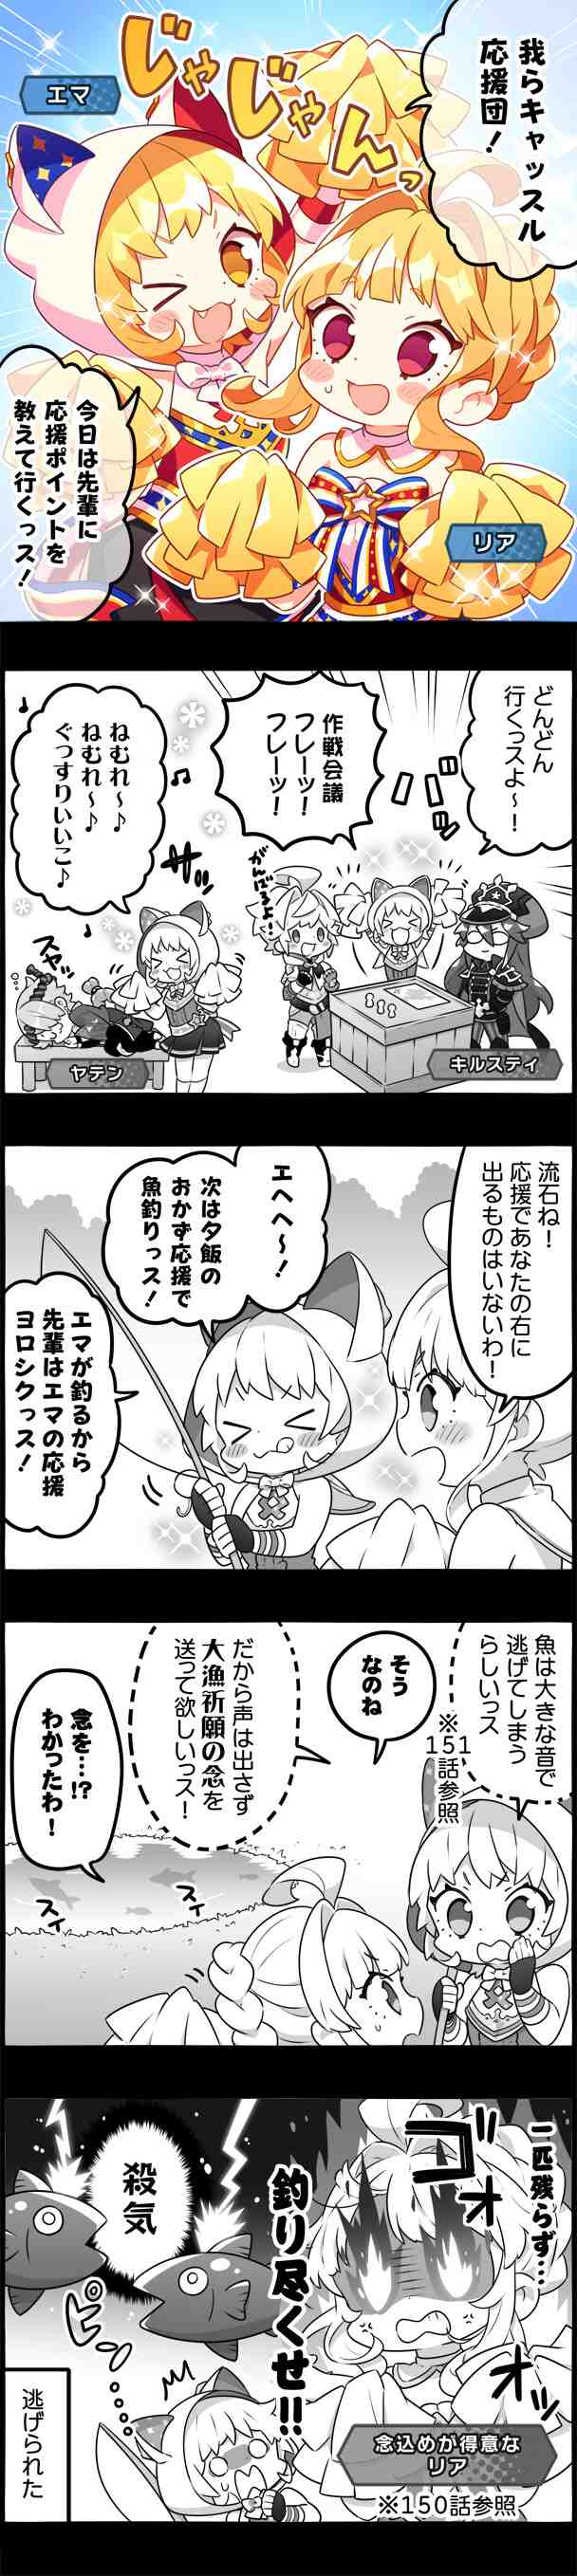 我らキャッスル
応援団！
じゃじゃんっ
エマ
リア
今日は先輩に
応援ポイントを
教えて行くっス！
どんどん
行くっスよ～！
バッ
作戦会議
フレーッ！
フレーッ！
がんばるよ！
キルスティ
♪
ねむれ～♪
ねむれ～♪
ぐっすりいいこ♪
サッ
スヤッ
ヤテン
流石ね！
応援であなたの右に
出るものはいないわ！
エヘヘ～！
次は夕飯の
おかず応援で
魚釣りっス！
エマが釣るから
先輩はエマの応援
ヨロシクっス！
魚は大きな音で
逃げてしまう
らしいっス
※151話参照
そう
なのね
だから声は出さず
大漁祈願の念を
送って欲しいっス！
念を…!?
わかったわ！
スイ
スイ
一匹残らず…
ゴオオッ
釣り尽くせ!!
殺気
ピーン
念込めが得意な
リア
※150話参照
逃げられた